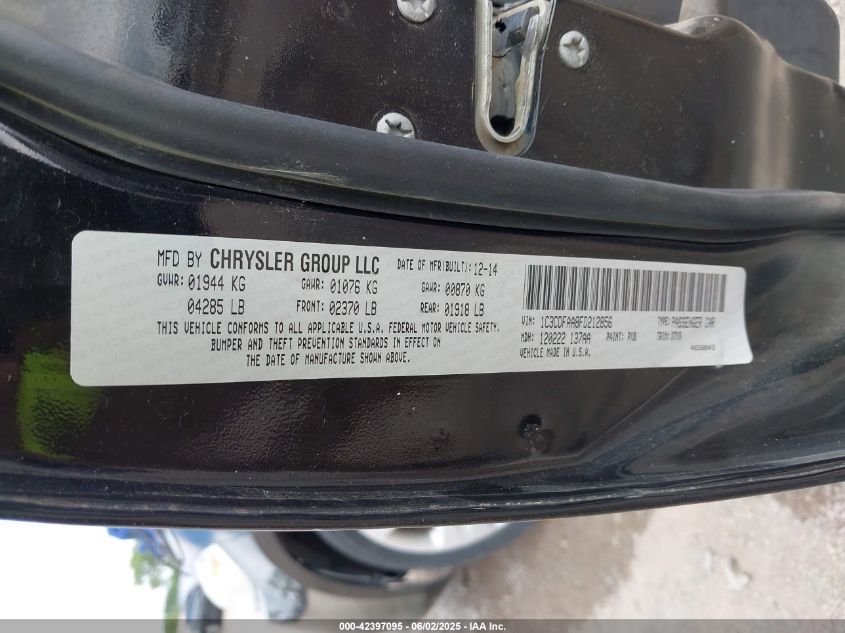 MFD BY CHRYSLER GROUP LLC DATE OF MFR(BUILT): 12-14
GVWR: 01944 KG GAWR: 01076 KG GAWR: 00870 KG
04285 LB FRONT: 02370 LB REAR: 01918 LB
THIS VEHICLE CONFORMS TO ALL APPLICABLE U.S.A. FEDERAL MOTOR VEHICLE SAFETY,
BUMPER AND THEFT PREVENTION STANDARDS IN EFFECT ON
THE DATE OF MANUFACTURE SHOWN ABOVE.
VIN: 1C3CDFAA8FD212856 TYPE: PASSENGER CAR
MDH: 120222 137AA PAINT: PX8 TRIM:
VEHICLE MADE IN U.S.A.
000-42397095 - 06/02/2025 - IAA, Inc.